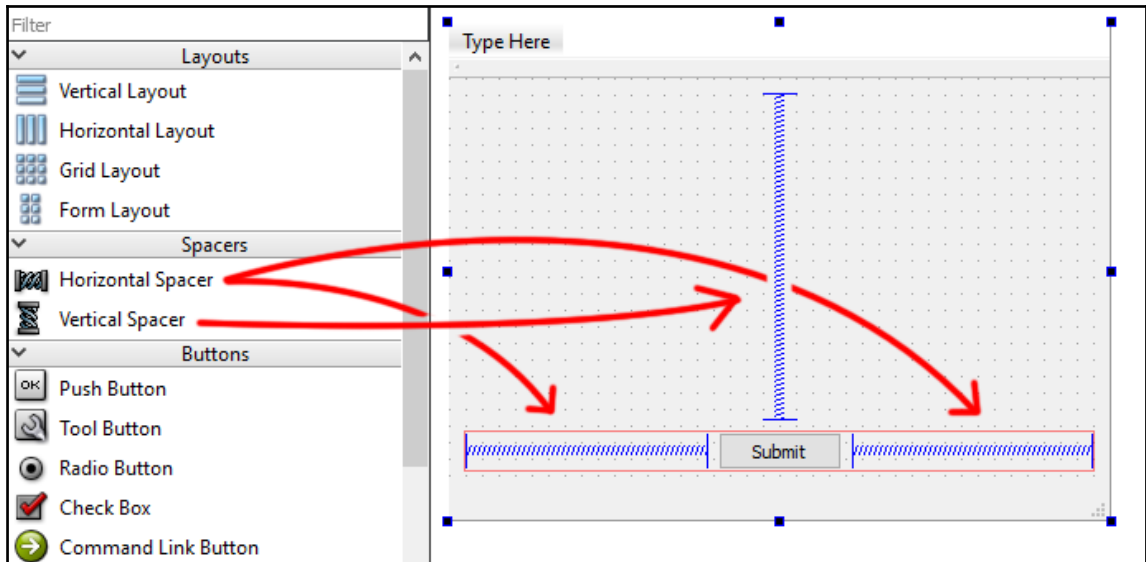 Filter
Layouts
Vertical Layout
Horizontal Layout
Grid Layout
Form Layout
Spacers
Horizontal Spacer
Vertical Spacer
Buttons
OK Push Button
Tool Button
Radio Button
Check Box
Command Link Button
Type Here
Submit